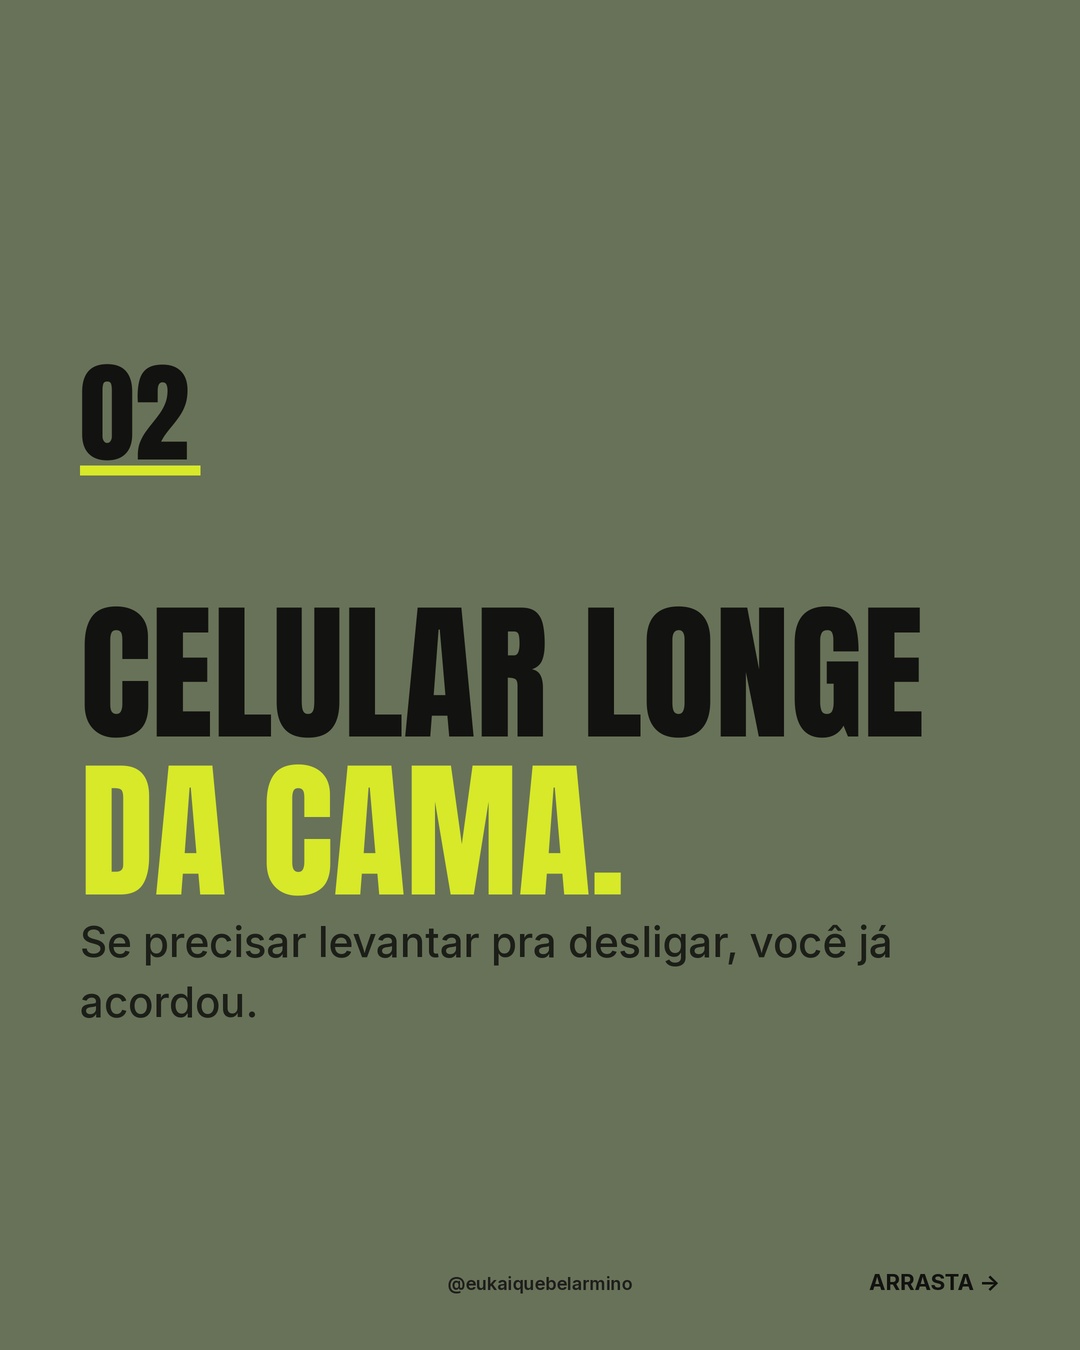 02
CELULAR LONGE
DA CAMA.
Se precisar levantar pra desligar, você já
acordou.
@eukaiquebelarmino
ARRASTA →